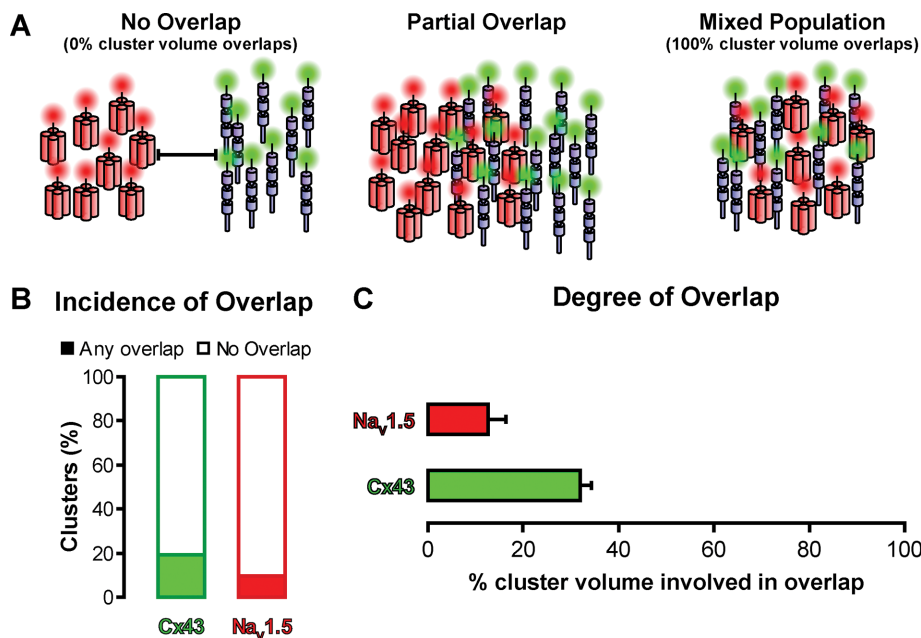 A
No Overlap
(0% cluster volume overlaps)
Partial Overlap
Mixed Population
(100% cluster volume overlaps)
B Incidence of Overlap
Any overlap No Overlap
Clusters (%)
100
80
60
40
20
0
Cx43 Nav1.5
C Degree of Overlap
Nav1.5
Cx43
0 20 40 60 80 100
% cluster volume involved in overlap